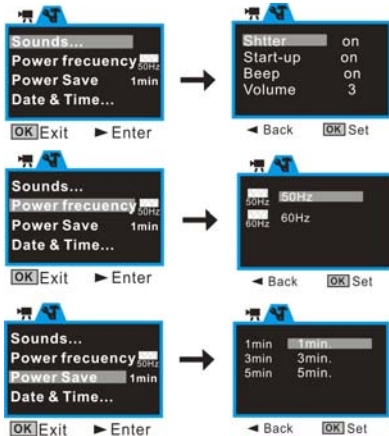 Sounds...
Power frecuency 50Hz
Power Save 1min
Date & Time...
OK Exit ► Enter
Shtter on
Start-up on
Beep on
Volume 3
◄ Back OK Set
Sounds...
Power frecuency 50Hz
Power Save 1min
Date & Time...
OK Exit ► Enter
50Hz 50Hz
60Hz 60Hz
◄ Back OK Set
Sounds...
Power frecuency 50Hz
Power Save 1min
Date & Time...
OK Exit ► Enter
1min 1min.
3min 3min.
5min 5min.
◄ Back OK Set